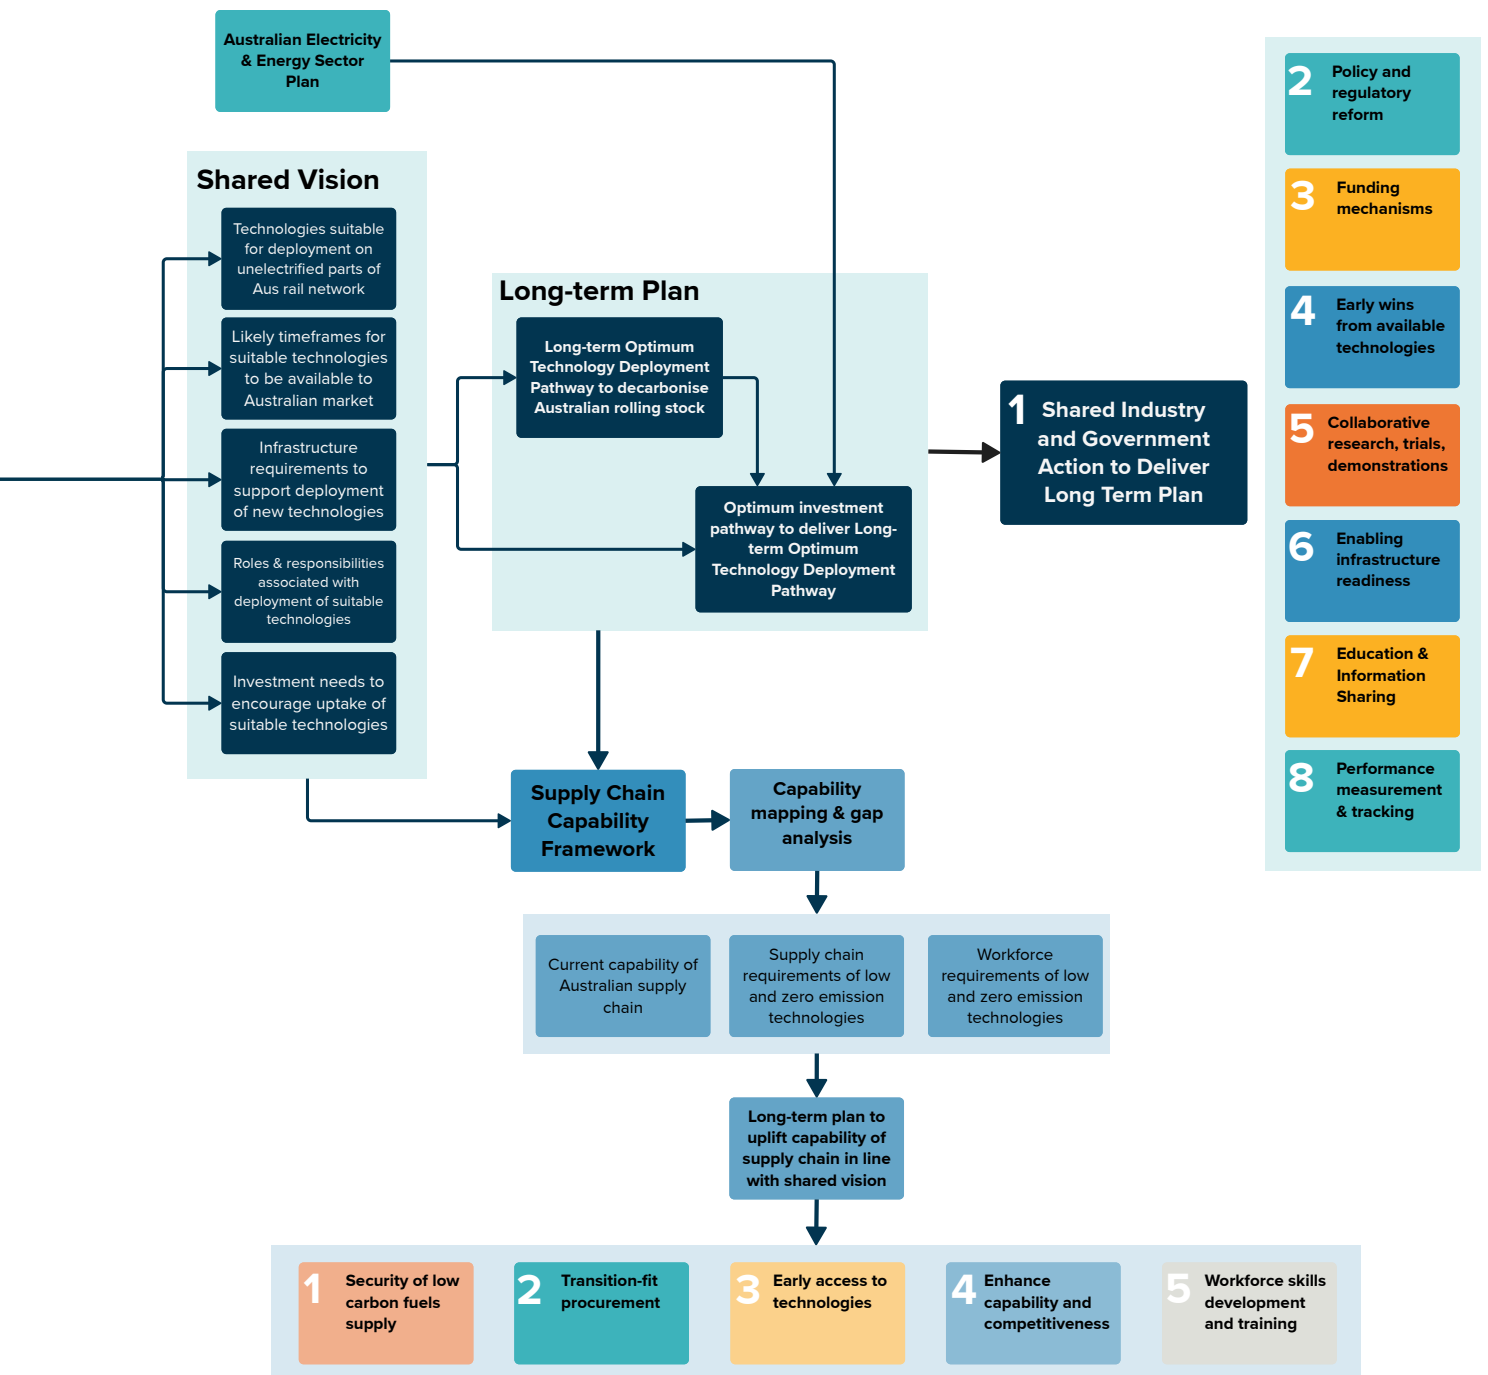 Australian Electricity
& Energy Sector
Plan
Shared Vision
Technologies suitable
for deployment on
unelectrified parts of
Aus rail network
Likely timeframes for
suitable technologies
to be available to
Australian market
Infrastructure
requirements to
support deployment
of new technologies
Roles & responsibilities
associated with
deployment of suitable
technologies
Investment needs to
encourage uptake of
suitable technologies
Long-term Plan
Long-term Optimum
Technology Deployment
Pathway to decarbonise
Australian rolling stock
Optimum investment
pathway to deliver Long-
term Optimum
Technology Deployment
Pathway
1 Shared Industry
and Government
Action to Deliver
Long Term Plan
2 Policy and
regulatory
reform
3 Funding
mechanisms
4 Early wins
from available
technologies
5 Collaborative
research, trials,
demonstrations
6 Enabling
infrastructure
readiness
7 Education &
Information
Sharing
8 Performance
measurement
& tracking
Supply Chain
Capability
Framework
Capability
mapping & gap
analysis
Current capability of
Australian supply
chain
Supply chain
requirements of low
and zero emission
technologies
Workforce
requirements of low
and zero emission
technologies
Long-term plan to
uplift capability of
supply chain in line
with shared vision
1 Security of low
carbon fuels
supply
2 Transition-fit
procurement
3 Early access to
technologies
4 Enhance
capability and
competitiveness
5 Workforce skills
development
and training